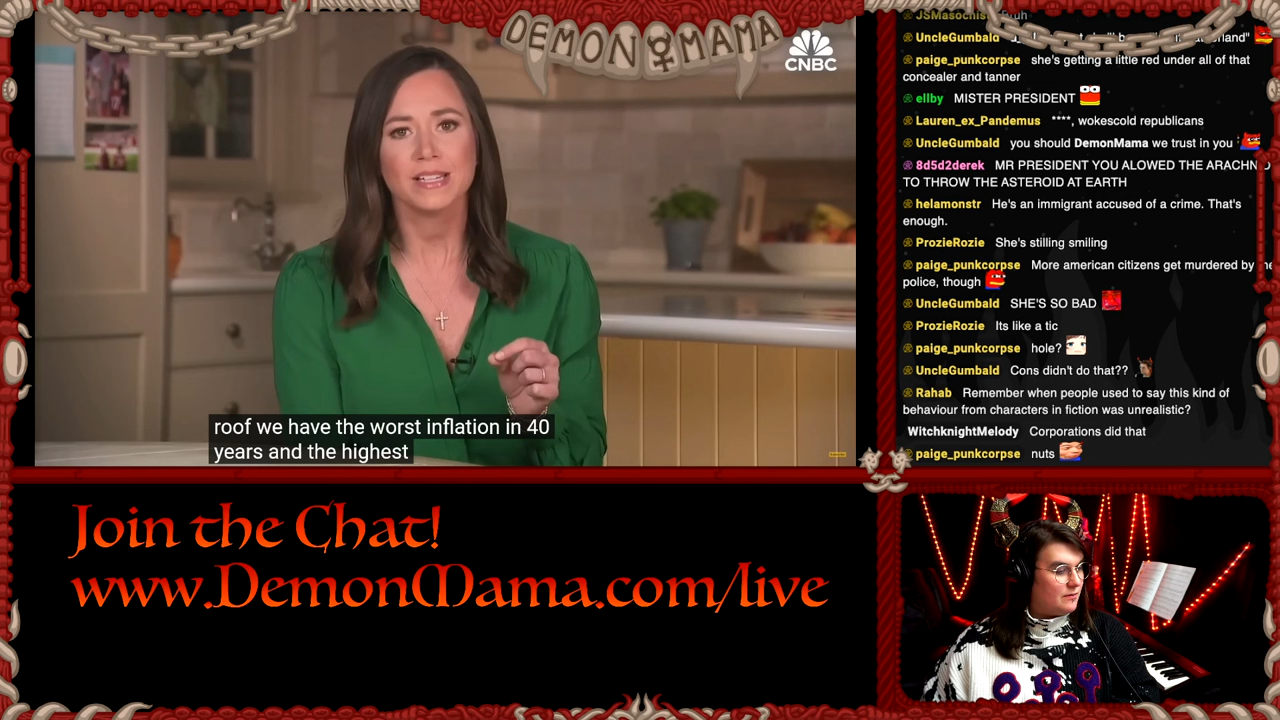 DEMON MAMA
CNBC
roof we have the worst inflation in 40
years and the highest
UncleGumbald
paige_punkcorpse she's getting a little red under all of that
concealer and tanner
ellby MISTER PRESIDENT
Lauren_ex_Pandemus ****, wokescold republicans
UncleGumbald you should DemonMama we trust in you
8d5d2derek MR PRESIDENT YOU ALOWED THE
TO THROW THE ASTEROID AT EARTH
helamonstr He's an immigrant accused of a crime. That's
enough.
ProzieRozie She's stilling smiling
paige_punkcorpse More american citizens get murdered by
police, though
UncleGumbald SHE'S SO BAD
ProzieRozie Its like a tic
paige_punkcorpse hole?
UncleGumbald Cons didn't do that??
Rahab Remember when people used to say this kind of
behaviour from characters in fiction was unrealistic?
WitchknightMelody Corporations did that
paige_punkcorpse nuts
Join the Chat!
www.DemonMama.com/live